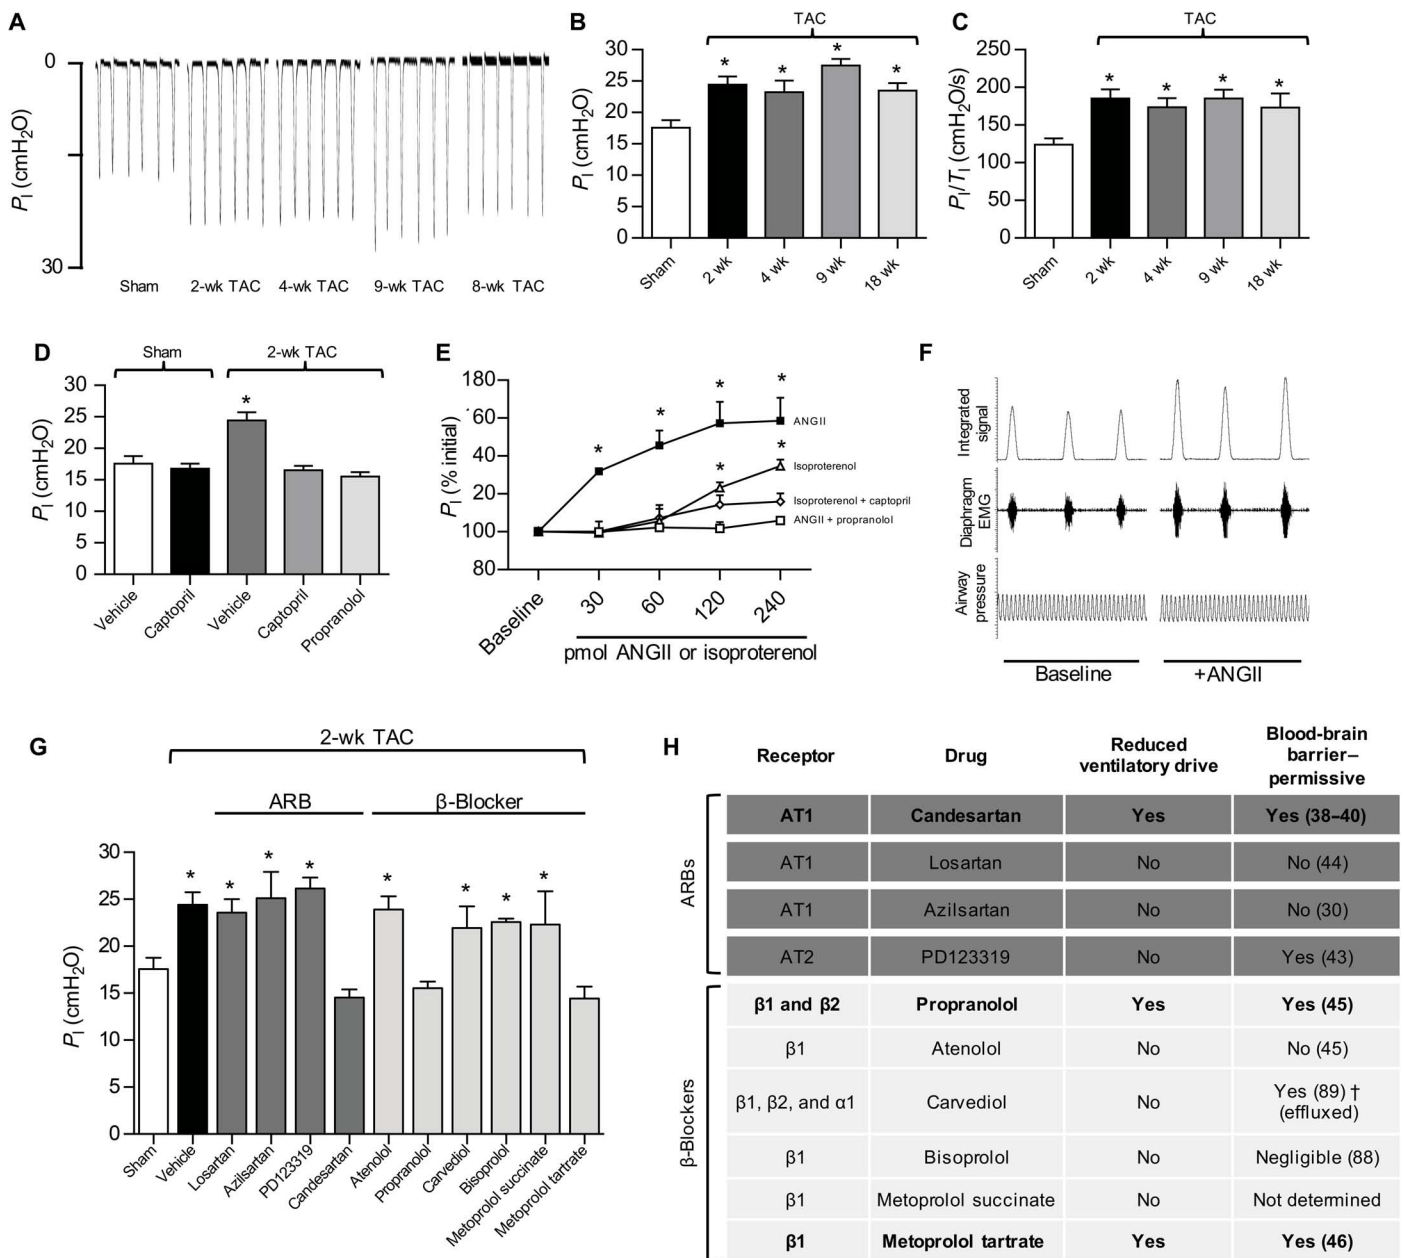 A
0
30
P_I (cmH2O)
Sham
2-wk TAC
4-wk TAC
9-wk TAC
8-wk TAC
B
TAC
P_I (cmH2O)
30
25
20
15
10
5
0
*
*
*
*
Sham
2 wk
4 wk
9 wk
18 wk
C
TAC
P_I/T_I (cmH2O/s)
250
200
150
100
50
0
*
*
*
*
Sham
2 wk
4 wk
9 wk
18 wk
D
Sham
2-wk TAC
P_I (cmH2O)
30
25
20
15
10
5
0
*
Vehicle
Captopril
Vehicle
Captopril
Propranolol
E
P_I (% initial)
180
´60
40
20
100
80
*
*
*
*
*
*
ANGII
Isoproterenol
Isoproterenol + captopril
ANGII + propranolol
Baseline
30
60
120
240
pmol ANGII or isoproterenol
F
Integrated
signal
Diaphragm
EMG
Airway
pressure
Baseline
+ANGII
G
2-wk TAC
ARB
β-Blocker
P_I (cmH2O)
30
25
20
15
10
5
0
*
*
*
*
*
*
*
*
Sham
Vehicle
Losartan
Azilsartan
PD123319
Candesartan
Atenolol
Propranolol
Carvediol
Bisoprolol
Metoprolol succinate
Metoprolol tartrate
H
Receptor
Drug
Reduced
ventilatory drive
Blood-brain
barrier–
permissive
ARBs
AT1 Candesartan Yes Yes (38–40)
AT1 Losartan No No (44)
AT1 Azilsartan No No (30)
AT2 PD123319 No Yes (43)
β-Blockers
β1 and β2 Propranolol Yes Yes (45)
β1 Atenolol No No (45)
β1, β2, and α1 Carvediol No Yes (89) †
(effluxed)
β1 Bisoprolol No Negligible (88)
β1 Metoprolol succinate No Not determined
β1 Metoprolol tartrate Yes Yes (46)